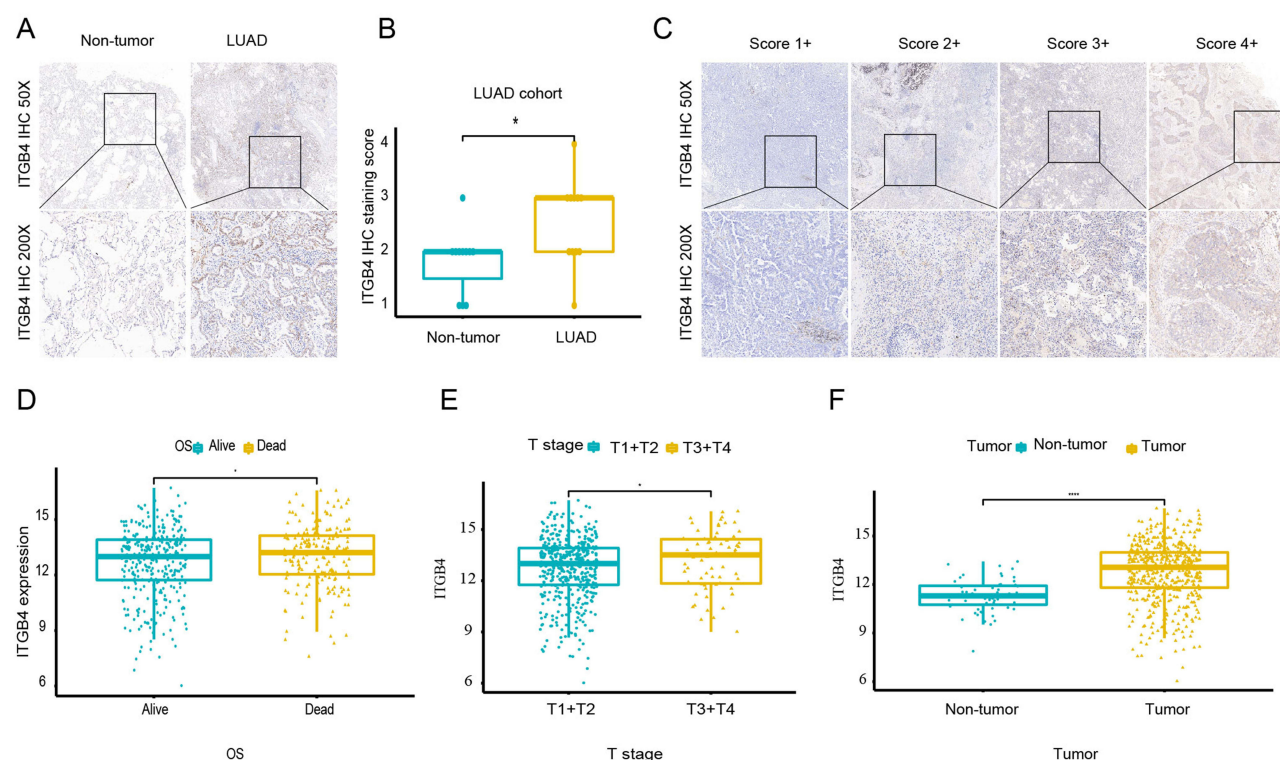 A
Non-tumor LUAD
ITGB4 IHC 50X
ITGB4 IHC 200X
B
LUAD cohort
*
ITGB4 IHC staining score
4
3
2
1
Non-tumor LUAD
C
Score 1+ Score 2+ Score 3+ Score 4+
ITGB4 IHC 50X
ITGB4 IHC 200X
D
OS Alive Dead
*
ITGB4 expression
15
12
9
6
Alive Dead
OS
E
T stage T1+T2 T3+T4
*
ITGB4
15
12
9
6
T1+T2 T3+T4
T stage
F
Tumor Non-tumor Tumor
****
ITGB4
15
12
9
6
Non-tumor Tumor
Tumor